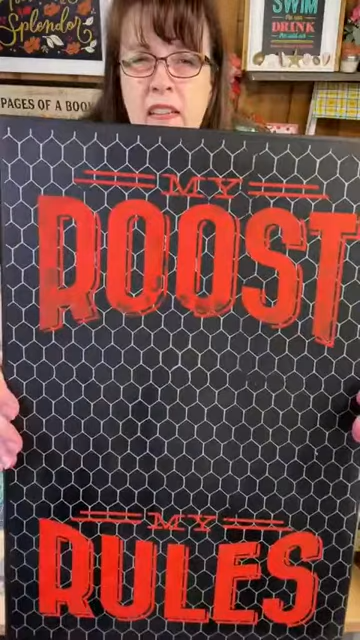 Splendor
SWIM
DRINK
PAGES OF A BOOK
MY
ROOST
MY
RULES